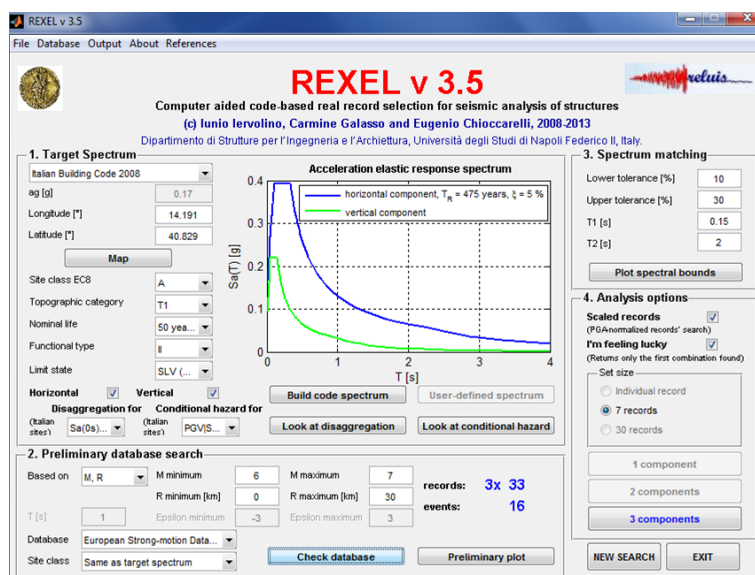 REXEL v 3.5
File Database Output About References
REXEL v 3.5
reluis
Computer aided code-based real record selection for seismic analysis of structures
(c) Iunio Iervolino, Carmine Galasso and Eugenio Chioccarelli, 2008-2013
Dipartimento di Strutture per l'Ingegneria e l'Archiettura, Università degli Studi di Napoli Federico II, Italy.
1. Target Spectrum
Italian Building Code 2008
ag [g] 0.17
Longitude [°] 14.191
Latitude [°] 40.829
Map
Site class EC8 A
Topographic category T1
Nominal life 50 yea...
Functional type II
Limit state SLV (...
Horizontal Vertical
Disaggregation for Conditional hazard for
(Italian sites) Sa(0s)... (Italian sites) PGV|S...
Acceleration elastic response spectrum
horizontal component, T_R = 475 years, ξ = 5 %
vertical component
Sa(T) [g]
0.4
0.3
0.2
0.1
0
0 1 2 3 4
T [s]
Build code spectrum User-defined spectrum
Look at disaggregation Look at conditional hazard
2. Preliminary database search
Based on M, R M minimum 6 M maximum 7
R minimum [km] 0 R maximum [km] 30
T [s] 1 Epsilon minimum -3 Epsilon maximum 3
records: 3x 33
events: 16
Database European Strong-motion Data...
Site class Same as target spectrum
Check database Preliminary plot
3. Spectrum matching
Lower tolerance [%] 10
Upper tolerance [%] 30
T1 [s] 0.15
T2 [s] 2
Plot spectral bounds
4. Analysis options
Scaled records
(PGA-normalized records' search)
I'm feeling lucky
(Returns only the first combination found)
Set size
Individual record
7 records
30 records
1 component
2 components
3 components
NEW SEARCH EXIT